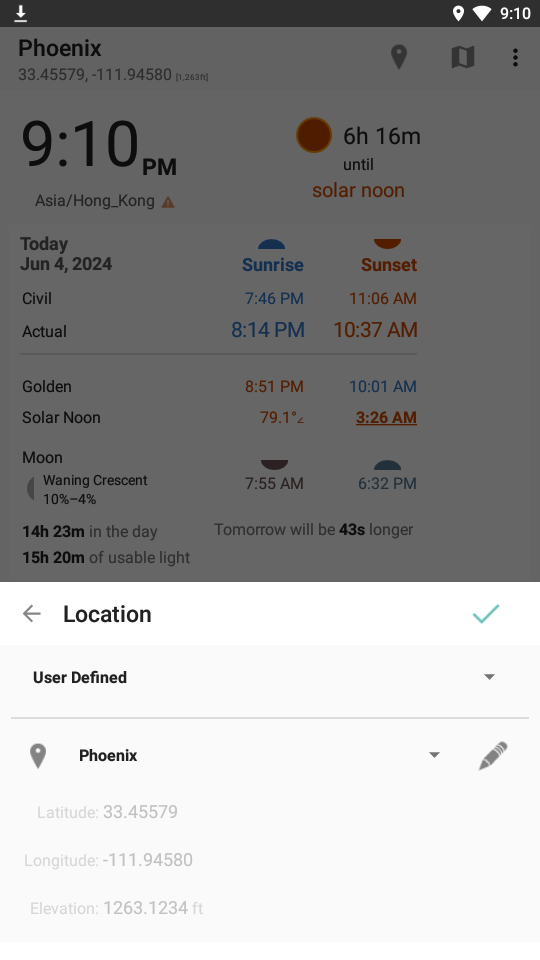 9:10
Phoenix
33.45579, -111.94580 [1,263ft]
9:10 PM
6h 16m
until
solar noon
Asia/Hong_Kong
Today
Jun 4, 2024
Sunrise Sunset
Civil 7:46 PM 11:06 AM
Actual 8:14 PM 10:37 AM
Golden 8:51 PM 10:01 AM
Solar Noon 79.1°∠ 3:26 AM
Moon
Waning Crescent
10%–4%
7:55 AM 6:32 PM
14h 23m in the day Tomorrow will be 43s longer
15h 20m of usable light
Location
User Defined
Phoenix
Latitude: 33.45579
Longitude: -111.94580
Elevation: 1263.1234 ft